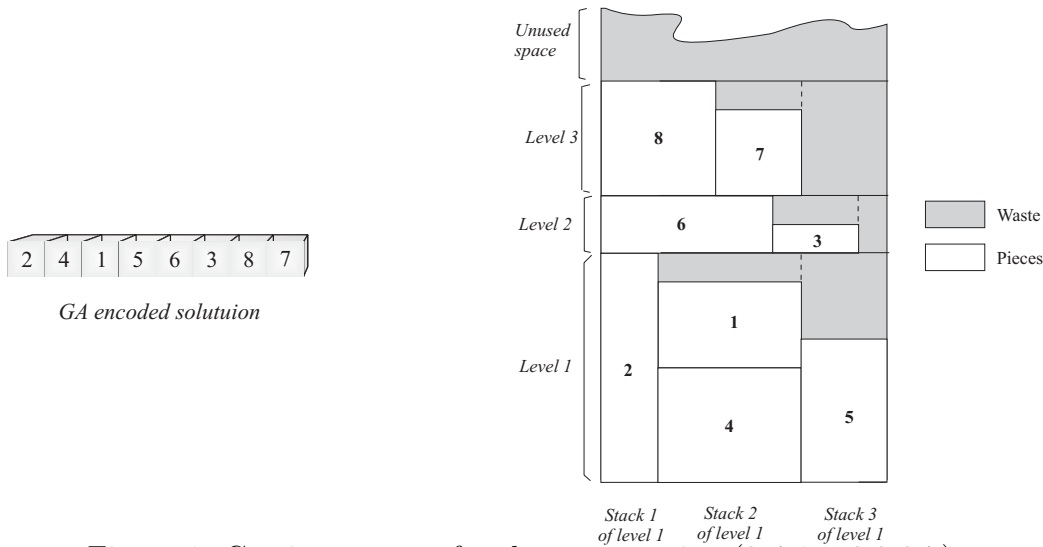 Unused
space
Level 3
8
7
Level 2
6
3
Waste
Pieces
2 4 1 5 6 3 8 7
GA encoded solutuion
Level 1
1
2
4
5
Stack 1
of level 1
Stack 2
of level 1
Stack 3
of level 1